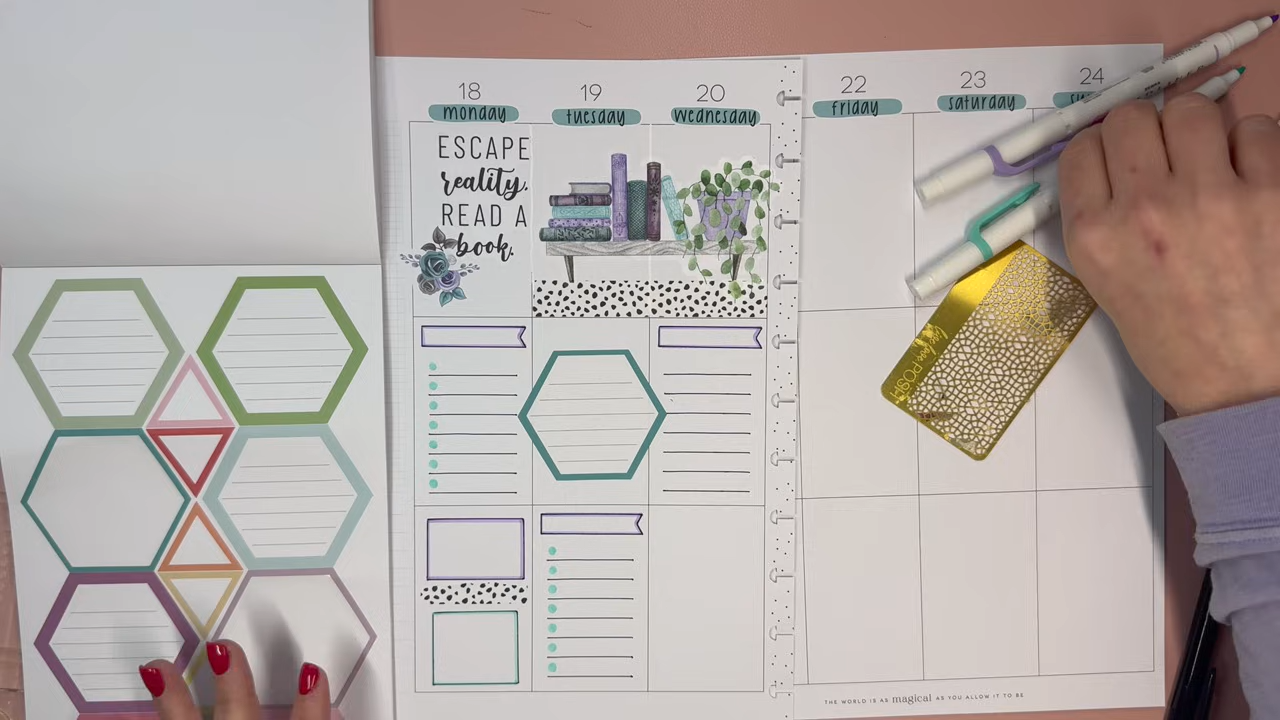 18 19 20 22 23 24
monday tuesday wednesday friday saturday
ESCAPE
reality.
READ A
book.
THE WORLD IS AS magical AS YOU ALLOW IT TO BE